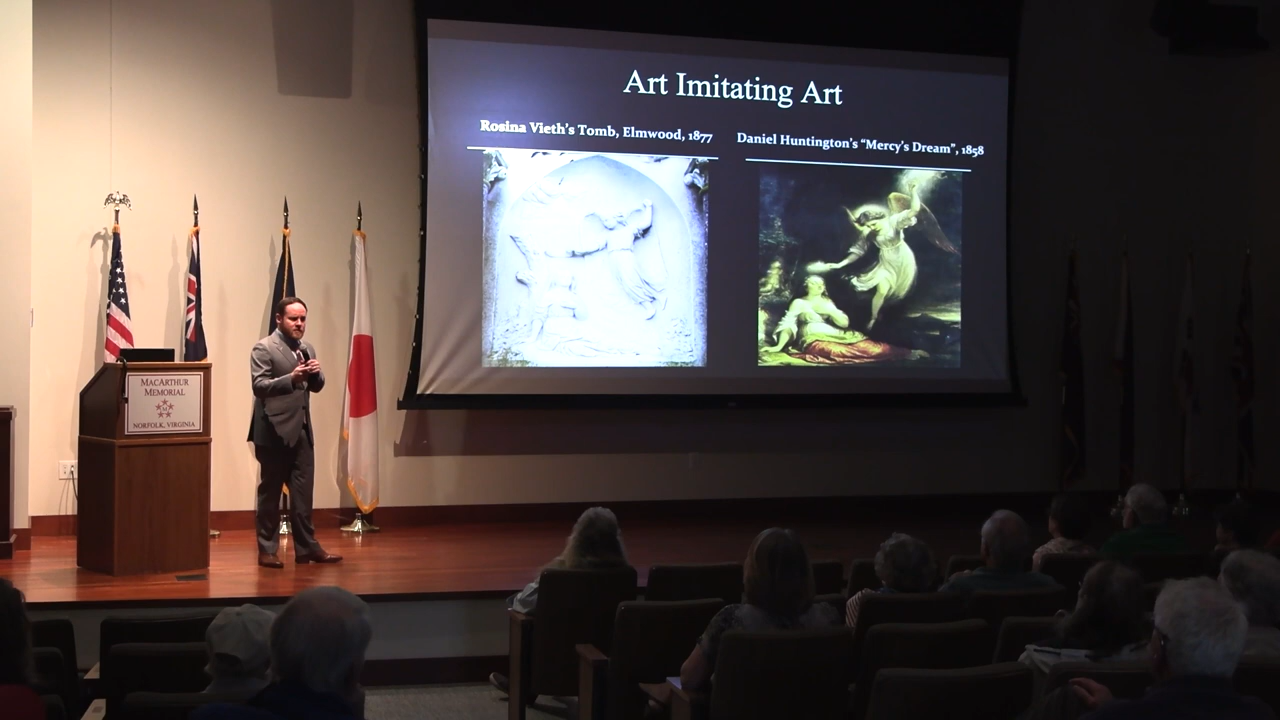 Art Imitating Art
Rosina Vieth's Tomb, Elmwood, 1877
Daniel Huntington's "Mercy's Dream", 1858
MACARTHUR
MEMORIAL
NORFOLK, VIRGINIA